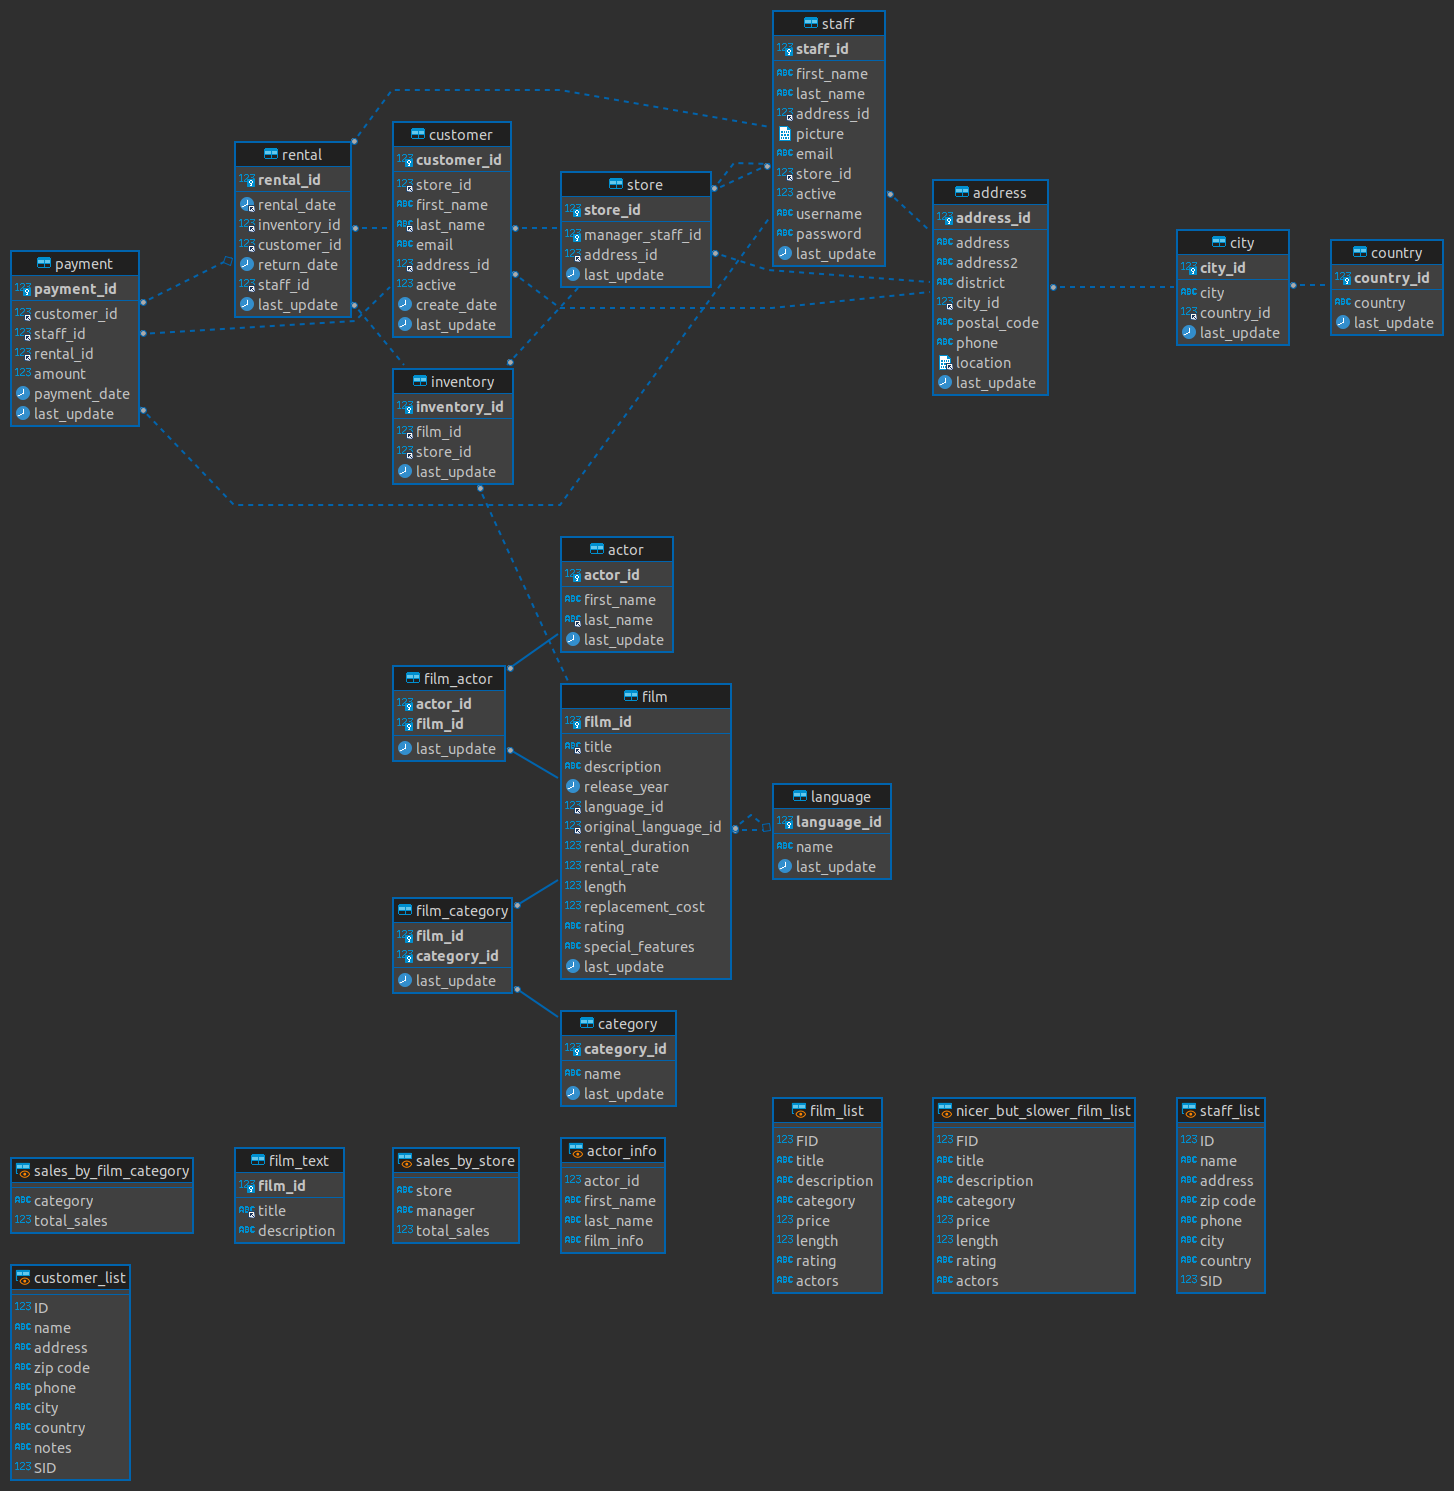 staff
staff_id
first_name
last_name
address_id
picture
email
store_id
active
username
password
last_update
customer
customer_id
store_id
first_name
last_name
email
address_id
active
create_date
last_update
rental
rental_id
rental_date
inventory_id
customer_id
return_date
staff_id
last_update
store
store_id
manager_staff_id
address_id
last_update
address
address_id
address
address2
district
city_id
postal_code
phone
location
last_update
city
city_id
city
country_id
last_update
country
country_id
country
last_update
payment
payment_id
customer_id
staff_id
rental_id
amount
payment_date
last_update
inventory
inventory_id
film_id
store_id
last_update
actor
actor_id
first_name
last_name
last_update
film_actor
actor_id
film_id
last_update
film
film_id
title
description
release_year
language_id
original_language_id
rental_duration
rental_rate
length
replacement_cost
rating
special_features
last_update
language
language_id
name
last_update
film_category
film_id
category_id
last_update
category
category_id
name
last_update
film_list
FID
title
description
category
price
length
rating
actors
nicer_but_slower_film_list
FID
title
description
category
price
length
rating
actors
staff_list
ID
name
address
zip code
phone
city
country
SID
sales_by_film_category
category
total_sales
film_text
film_id
title
description
sales_by_store
store
manager
total_sales
actor_info
actor_id
first_name
last_name
film_info
customer_list
ID
name
address
zip code
phone
city
country
notes
SID